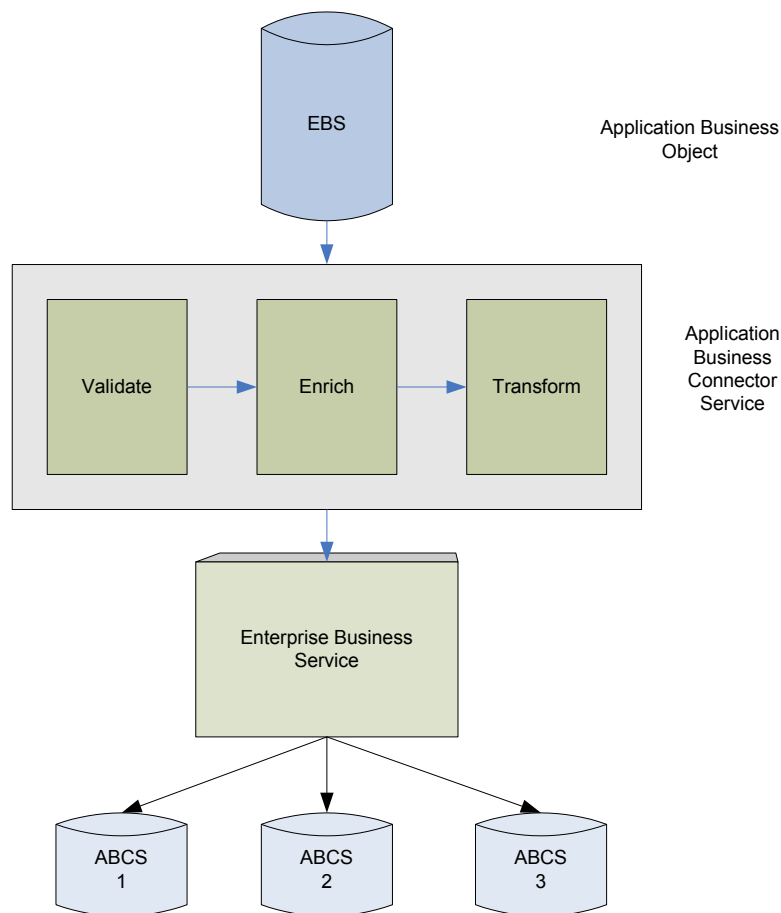 EBS
Application Business
Object
Validate
Enrich
Transform
Application
Business
Connector
Service
Enterprise Business
Service
ABCS
1
ABCS
2
ABCS
3